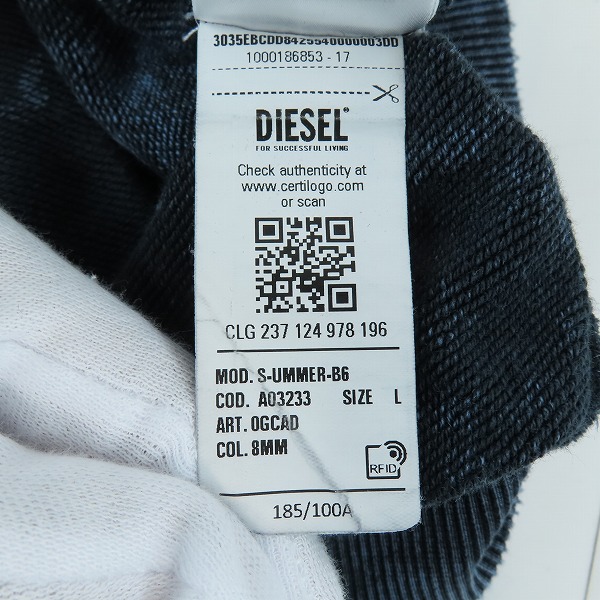 3035EBCDD8425540000003DD
1000186853 - 17
DIESEL®
FOR SUCCESSFUL LIVING
Check authenticity at
www.certilogo.com
or scan
CLG 237 124 978 196
MOD. S-UMMER-B6
COD. A03233 SIZE L
ART. 0GCAD
COL. 8MM
RFID
185/100A